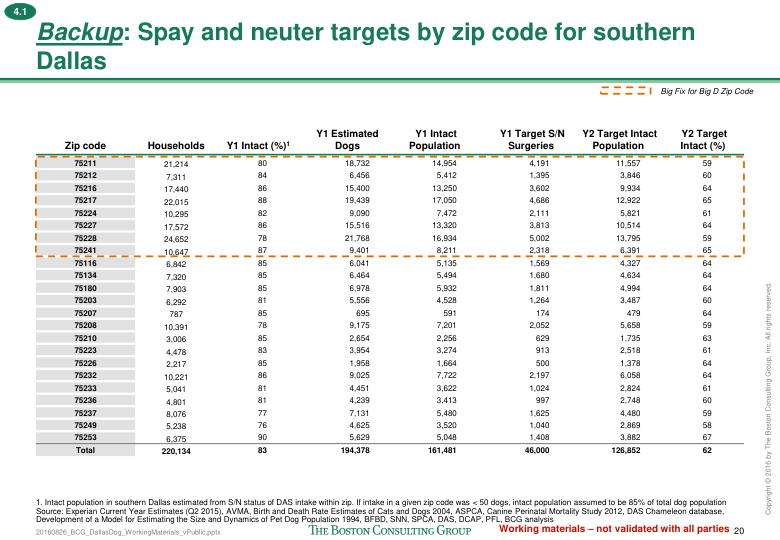 4.1
Backup: Spay and neuter targets by zip code for southern
Dallas
Big Fix for Big D Zip Code
Zip code Households Y1 Intact (%)1 Y1 Estimated Dogs Y1 Intact Population Y1 Target S/N Surgeries Y2 Target Intact Population Y2 Target Intact (%)
75211 21,214 80 18,732 14,954 4,191 11,557 59
75212 7,311 84 6,456 5,412 1,395 3,846 60
75216 17,440 86 15,400 13,250 3,602 9,934 64
75217 22,015 88 19,439 17,050 4,686 12,922 65
75224 10,295 82 9,090 7,472 2,111 5,821 61
75227 17,572 86 15,516 13,320 3,813 10,514 64
75228 24,652 78 21,768 16,934 5,002 13,795 59
75241 10,647 87 9,401 8,211 2,318 6,391 65
75116 6,842 85 6,041 5,135 1,569 4,327 64
75134 7,320 85 6,464 5,494 1,680 4,634 64
75180 7,903 85 6,978 5,932 1,811 4,994 64
75203 6,292 81 5,556 4,528 1,264 3,487 60
75207 787 85 695 591 174 479 64
75208 10,391 78 9,175 7,201 2,052 5,658 59
75210 3,006 85 2,654 2,256 629 1,735 63
75223 4,478 83 3,954 3,274 913 2,518 61
75226 2,217 85 1,958 1,664 500 1,378 64
75232 10,221 86 9,025 7,722 2,197 6,058 64
75233 5,041 81 4,451 3,622 1,024 2,824 61
75236 4,801 81 4,239 3,413 997 2,748 60
75237 8,076 77 7,131 5,480 1,625 4,480 59
75249 5,238 76 4,625 3,520 1,040 2,869 58
75253 6,375 90 5,629 5,048 1,408 3,882 67
Total 220,134 83 194,378 161,481 46,000 126,852 62
1. Intact population in southern Dallas estimated from S/N status of DAS intake within zip. If intake in a given zip code was < 50 dogs, intact population assumed to be 85% of total dog population
Source: Experian Current Year Estimates (Q2 2015), AVMA, Birth and Death Rate Estimates of Cats and Dogs 2004, ASPCA, Canine Perinatal Mortality Study 2012, DAS Chameleon database,
Development of a Model for Estimating the Size and Dynamics of Pet Dog Population 1994, BFBD, SNN, SPCA, DAS, DCAP, PFL, BCG analysis
20160826_BCG_DallasDog_WorkingMaterials_vPublic.pptx
THE BOSTON CONSULTING GROUP
Working materials – not validated with all parties 20
Copyright © 2016 by The Boston Consulting Group, Inc. All rights reserved.